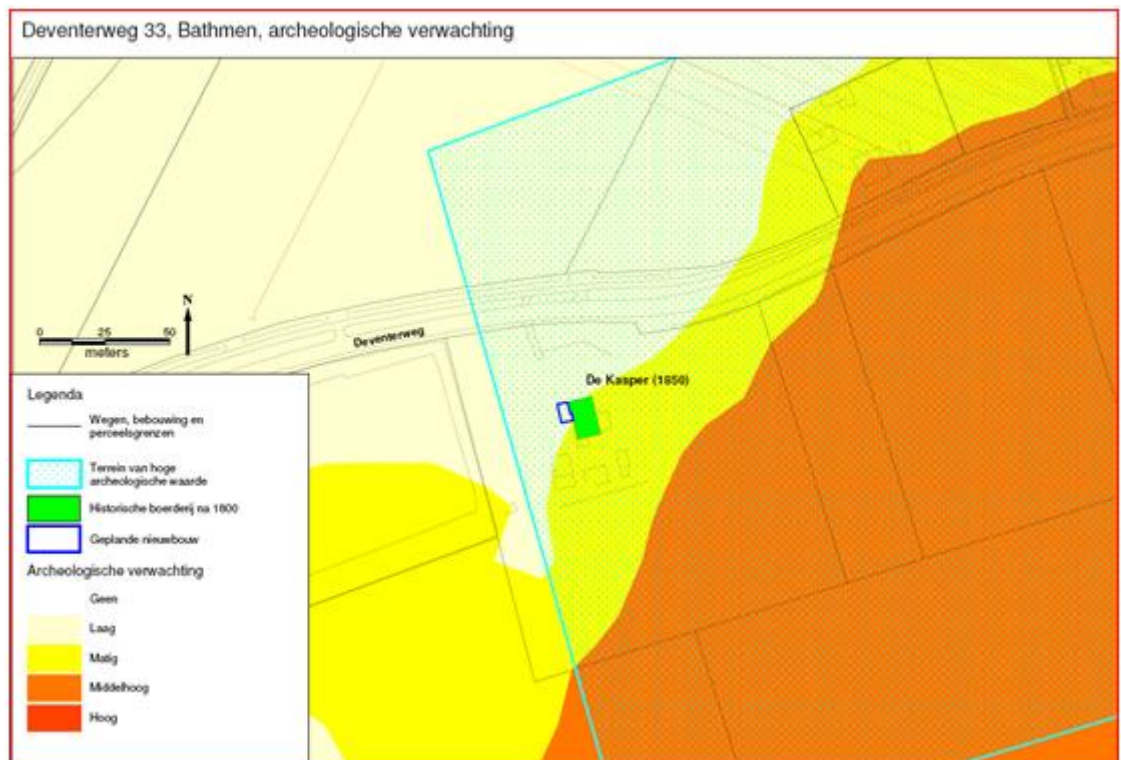 Deventerweg 33, Bathmen, archeologische verwachting
N
0 25 50
meters
Deventerweg
De Kasper (1850)
Legenda
Wegen, bebouwing en
perceelsgrenzen
Terrein van hoge
archeologische waarde
Historische boerderij na 1800
Geplande nieuwbouw
Archeologische verwachting
Geen
Laag
Matig
Middelhoog
Hoog